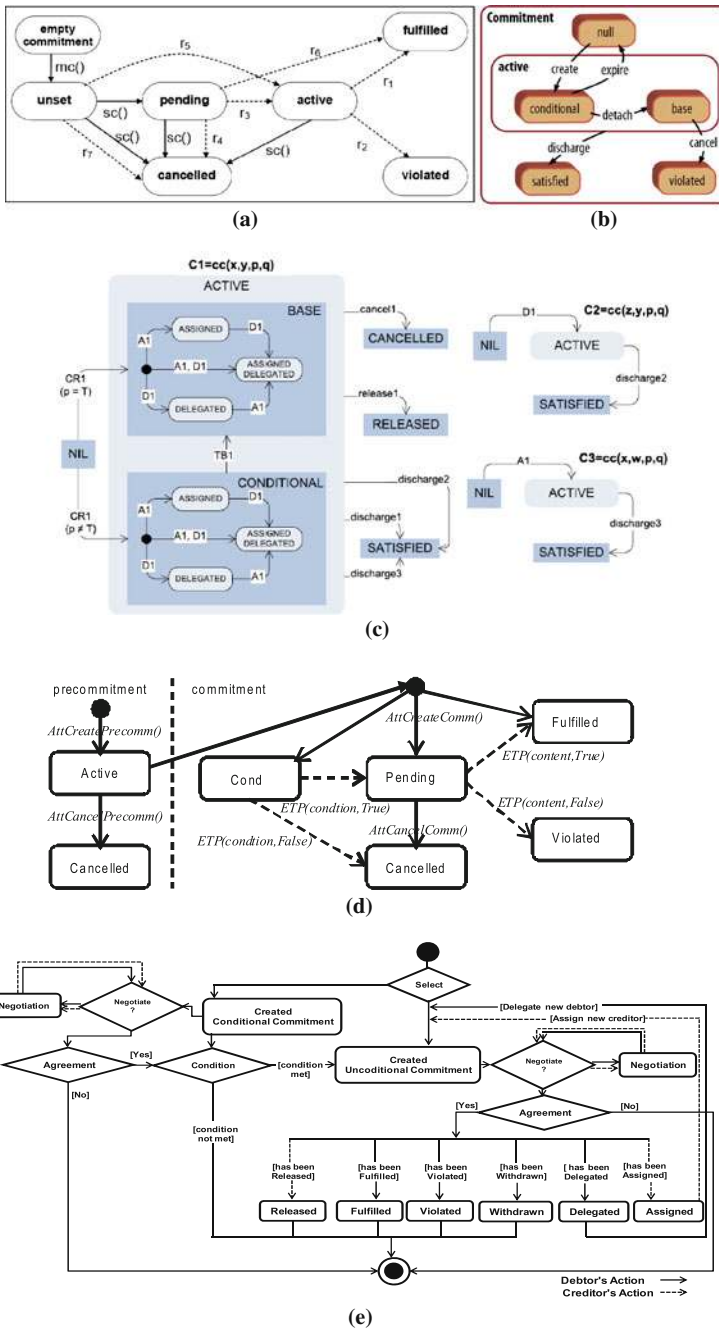 empty
commitment
mc()
unset
r5
sc()
pending
r6
r3
active
fulfilled
r1
sc()
sc()
r4
r7
sc()
r2
cancelled
violated
(a)
Commitment
null
active
create
expire
conditional
detach
base
discharge
cancel
satisfied
violated
(b)
C1=cc(x,y,p,q)
ACTIVE
BASE
ASSIGNED
D1
A1
A1, D1
ASSIGNED
DELEGATED
D1
DELEGATED
A1
CR1
(p = T)
NIL
CR1
(p ≠ T)
TB1
CONDITIONAL
ASSIGNED
D1
A1
A1, D1
ASSIGNED
DELEGATED
D1
DELEGATED
A1
cancel1
CANCELLED
release1
RELEASED
discharge2
discharge1
SATISFIED
discharge3
D1
C2=cc(z,y,p,q)
NIL
ACTIVE
discharge2
SATISFIED
A1
C3=cc(x,w,p,q)
NIL
ACTIVE
discharge3
SATISFIED
(c)
precommitment
commitment
AttCreatePrecomm()
AttCreateComm()
Active
Cond
Pending
Fulfilled
ETP(content,True)
AttCancelPrecomm()
ETP(condtion,True)
ETP(condtion,False)
AttCancelComm()
ETP(content,False)
Cancelled
Cancelled
Violated
(d)
Select
Negotiation
Negotiate
?
Created
Conditional Commitment
[Delegate new debtor]
[Assign new creditor]
Agreement
[Yes]
Condition
[condition
met]
Created
Uncoditional Commitment
Negotiate
?
Negotiation
[No]
[condition
not met]
[Yes]
Agreement
[No]
[has been
Released]
[has been
Fulfilled]
[has been
Violated]
[has been
Withdrawn]
[ has been
Delegated
[has been
Assigned]
Released
Fulfilled
Violated
Withdrawn
Delegated
Assigned
Debtor's Action
Creditor's Action
(e)